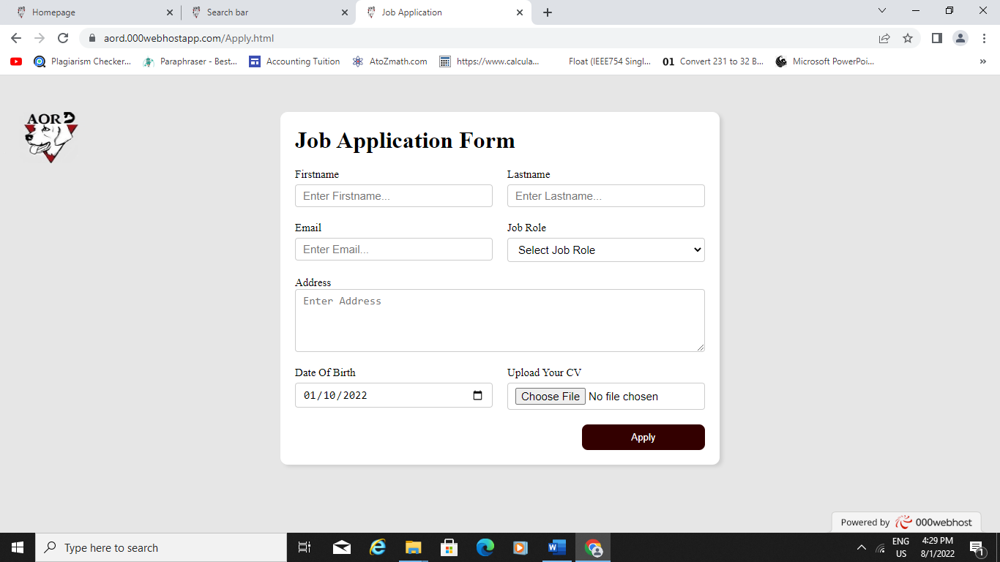 Homepage
Search bar
Job Application
aord.000webhostapp.com/Apply.html
Plagiarism Checker...
Paraphraser - Best...
Accounting Tuition
AtoZmath.com
https://www.calcula...
Float (IEEE754 Singl...
01 Convert 231 to 32 B...
Microsoft PowerPoi...
»
AOR D
Job Application Form
Firstname
Lastname
Enter Firstname...
Enter Lastname...
Email
Job Role
Enter Email...
Select Job Role
Address
Enter Address
Date Of Birth
Upload Your CV
01/10/2022
Choose File No file chosen
Apply
Powered by 000webhost
Type here to search
ENG
US
4:29 PM
8/1/2022
1